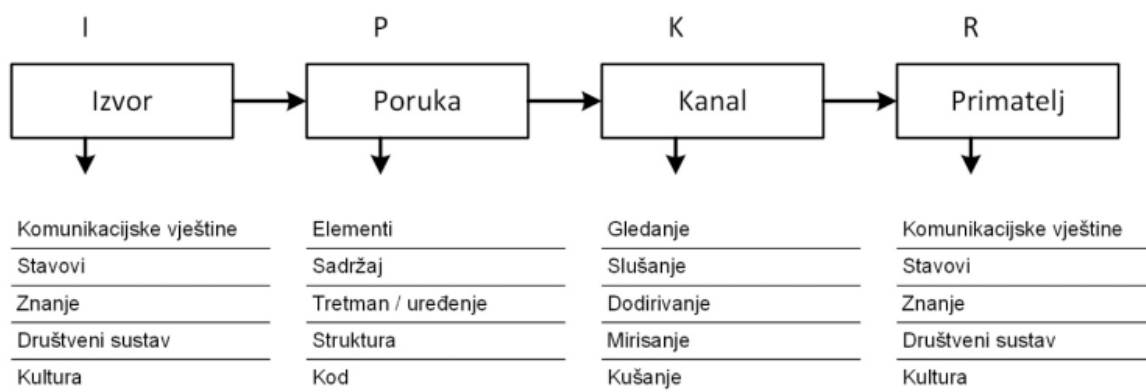 I P K R
Izvor Poruka Kanal Primatelj
Komunikacijske vještine Elementi Gledanje Komunikacijske vještine
Stavovi Sadržaj Slušanje Stavovi
Znanje Tretman / uređenje Dodirivanje Znanje
Društveni sustav Struktura Mirisanje Društveni sustav
Kultura Kod Kušanje Kultura